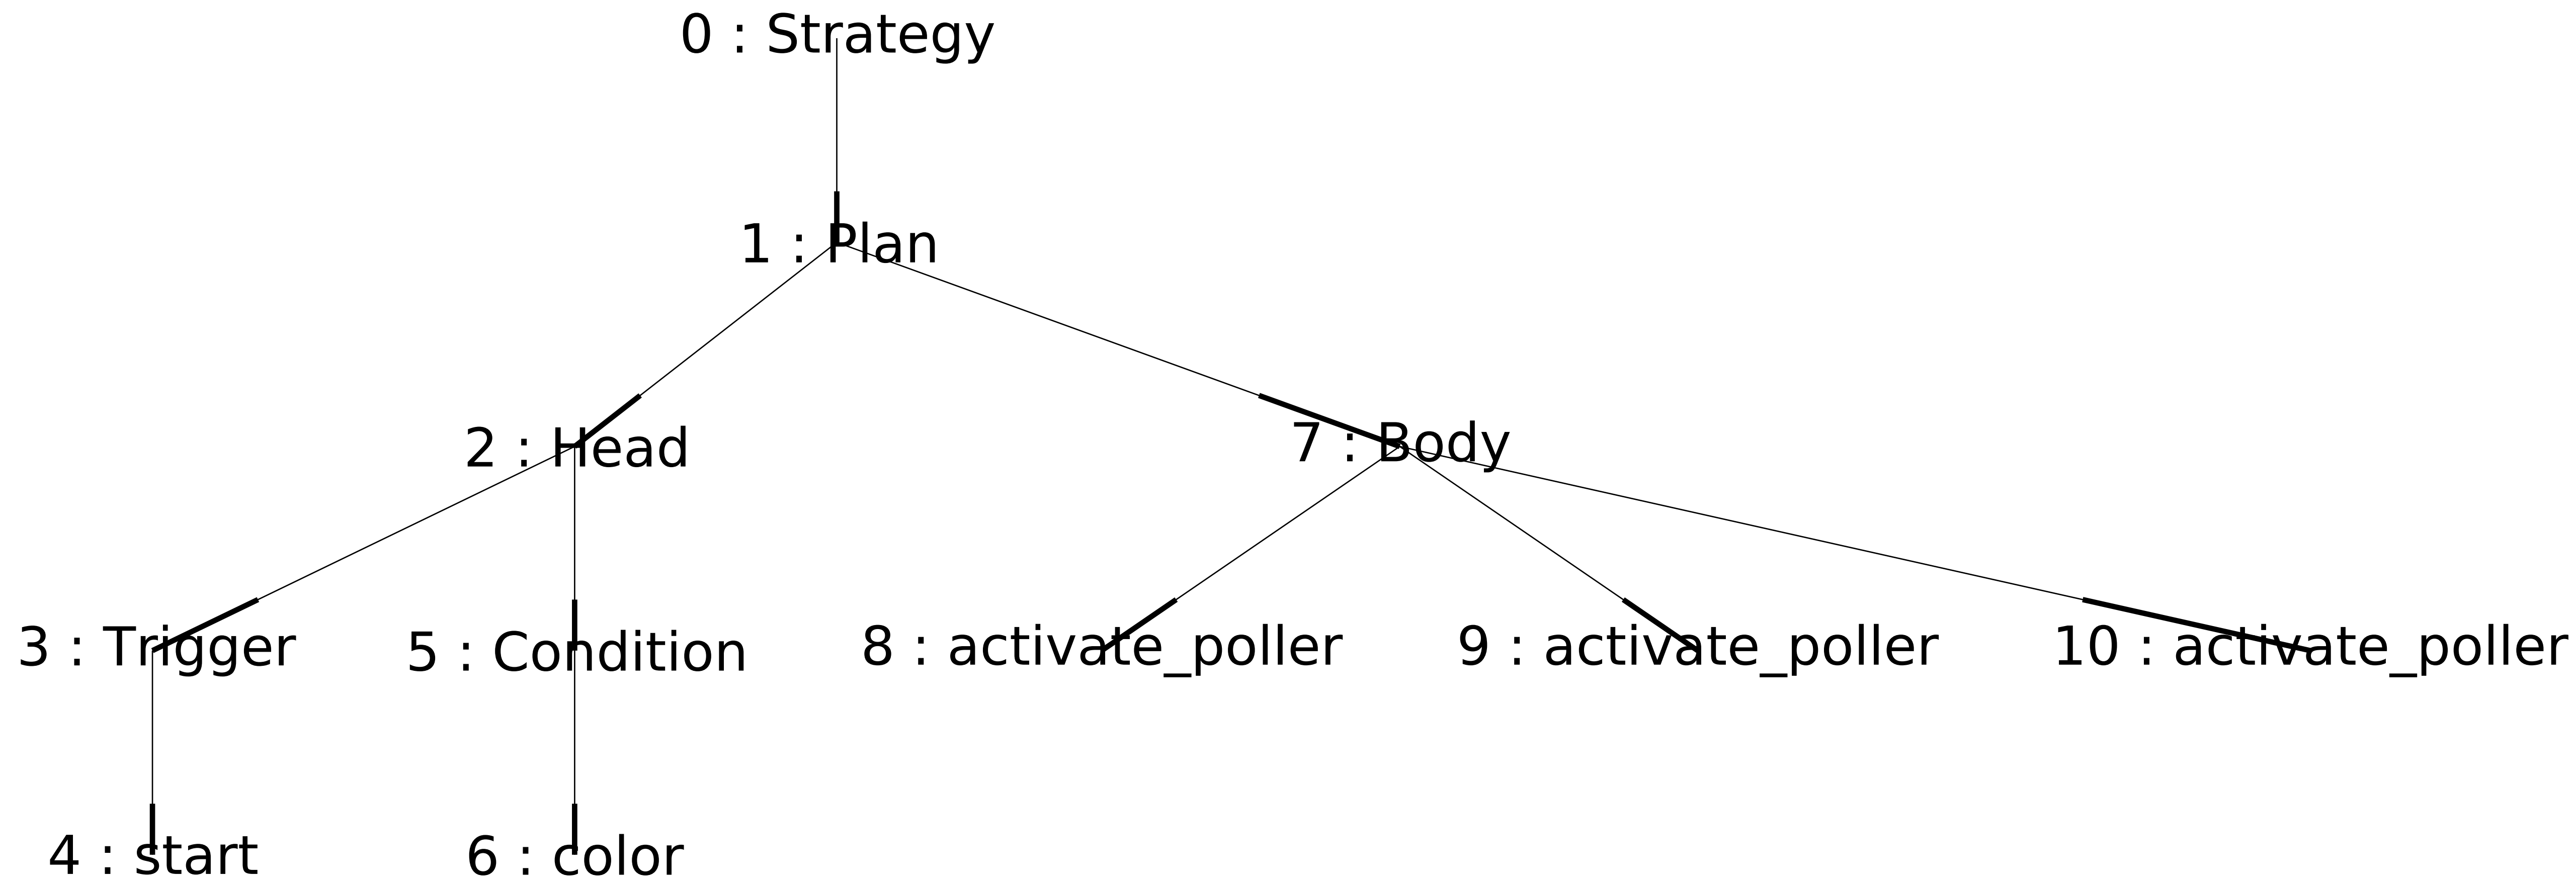 0 : Strategy
1 : Plan
2 : Head
7 : Body
3 : Trigger
5 : Condition
8 : activate_poller
9 : activate_poller
10 : activate_poller
4 : start
6 : color